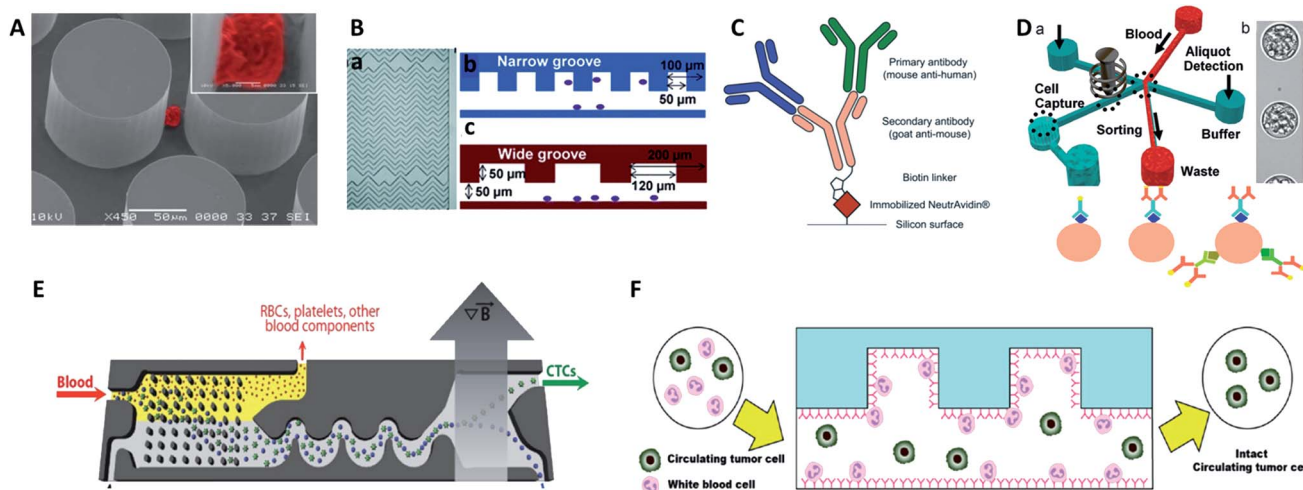 A
10kV X450 50μm 0000 33 37 SEI
B
a
b
Narrow groove
100 μm
50 μm
c
Wide groove
200 μm
50 μm
50 μm
120 μm
C
Primary antibody
(mouse anti-human)
Secondary antibody
(goat anti-mouse)
Biotin linker
Immobilized NeutrAvidin®
Silicon surface
D
a
b
Blood
Aliquot
Detection
Cell
Capture
Sorting
Buffer
Waste
E
RBCs, platelets, other
blood components
▽B
Blood
CTCs
F
Circulating tumor cell
White blood cell
Intact
Circulating tumor ce